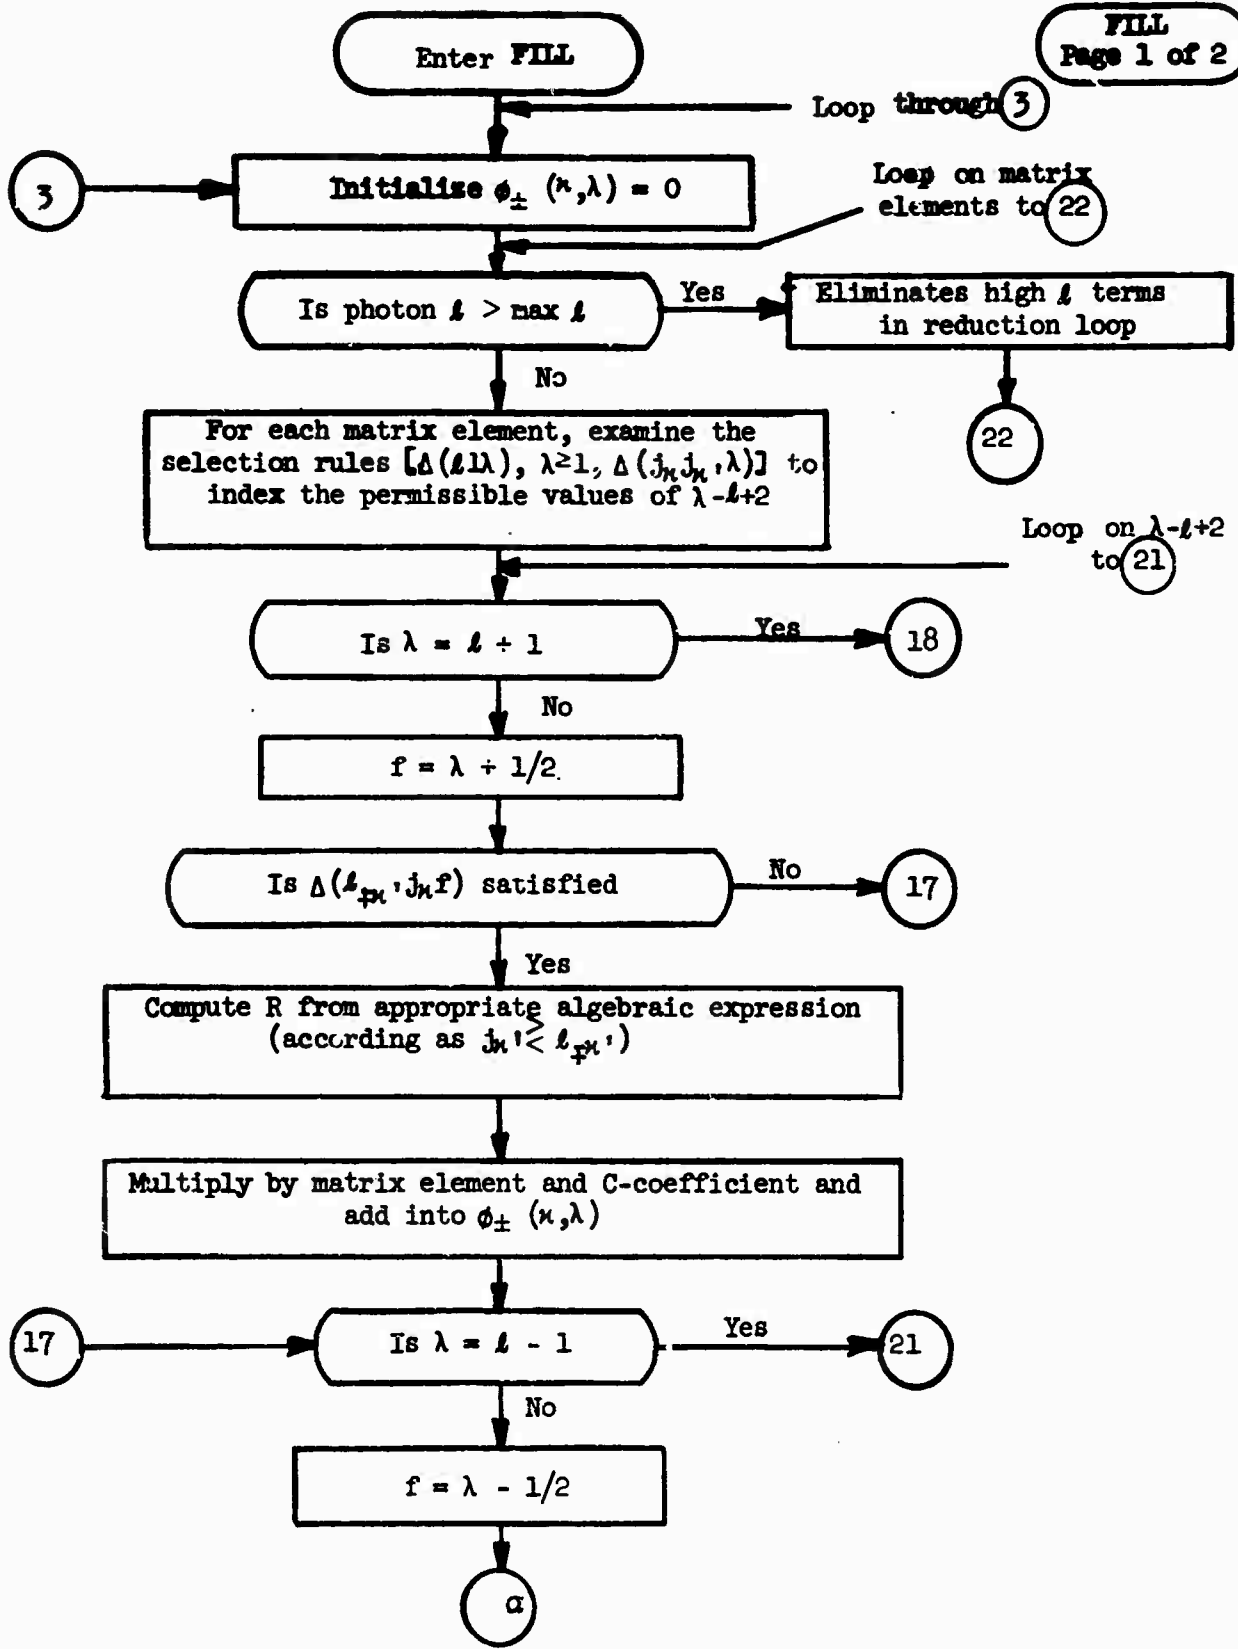 FILL
Page 1 of 2
Enter FILL
Loop through 3
3
Initialize ϕ± (ϰ,λ) = 0
Loop on matrix
elements to 22
Is photon ℓ > max ℓ
Yes
Eliminates high ℓ terms
in reduction loop
No
22
For each matrix element, examine the
selection rules [Δ(ℓ1λ), λ≥1, Δ(jϰjϰ'λ)] to
index the permissible values of λ-ℓ+2
Loop on λ-ℓ+2
to 21
Is λ = ℓ + 1
Yes
18
No
f = λ + 1/2
Is Δ(ℓ∓ϰ'jϰf) satisfied
No
17
Yes
Compute R from appropriate algebraic expression
(according as jϰ'≷ ℓ∓ϰ')
Multiply by matrix element and C-coefficient and
add into ϕ± (ϰ,λ)
17
Is λ = ℓ - 1
Yes
21
No
f = λ - 1/2
α